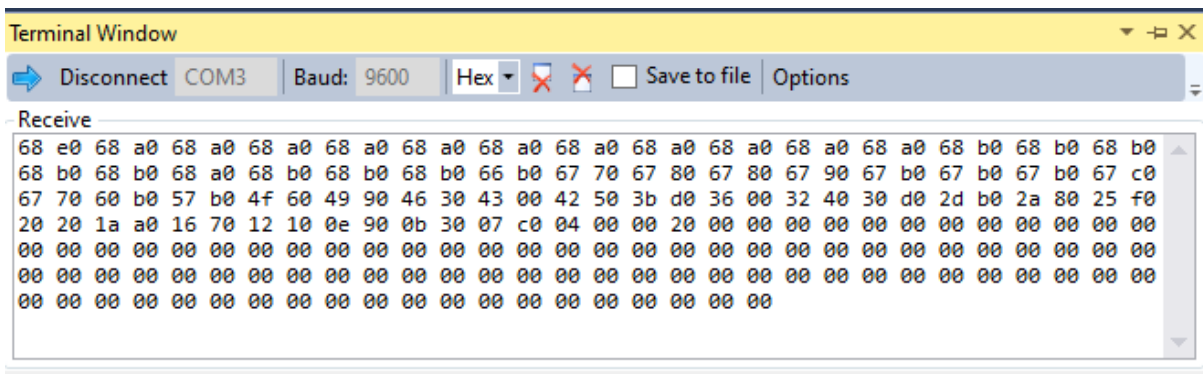 Terminal Window
Disconnect COM3 Baud: 9600 Hex Save to file Options
Receive
68 e0 68 a0 68 a0 68 a0 68 a0 68 a0 68 a0 68 a0 68 a0 68 a0 68 a0 68 a0 68 b0 68 b0 68 b0
68 b0 68 b0 68 a0 68 b0 68 b0 68 b0 66 b0 67 70 67 80 67 80 67 90 67 b0 67 b0 67 b0 67 c0
67 70 60 b0 57 b0 4f 60 49 90 46 30 43 00 42 50 3b d0 36 00 32 40 30 d0 2d b0 2a 80 25 f0
20 20 1a a0 16 70 12 10 0e 90 0b 30 07 c0 04 00 00 20 00 00 00 00 00 00 00 00 00 00 00 00
00 00 00 00 00 00 00 00 00 00 00 00 00 00 00 00 00 00 00 00 00 00 00 00 00 00 00 00 00 00
00 00 00 00 00 00 00 00 00 00 00 00 00 00 00 00 00 00 00 00 00 00 00 00 00 00 00 00 00 00
00 00 00 00 00 00 00 00 00 00 00 00 00 00 00 00 00 00 00 00